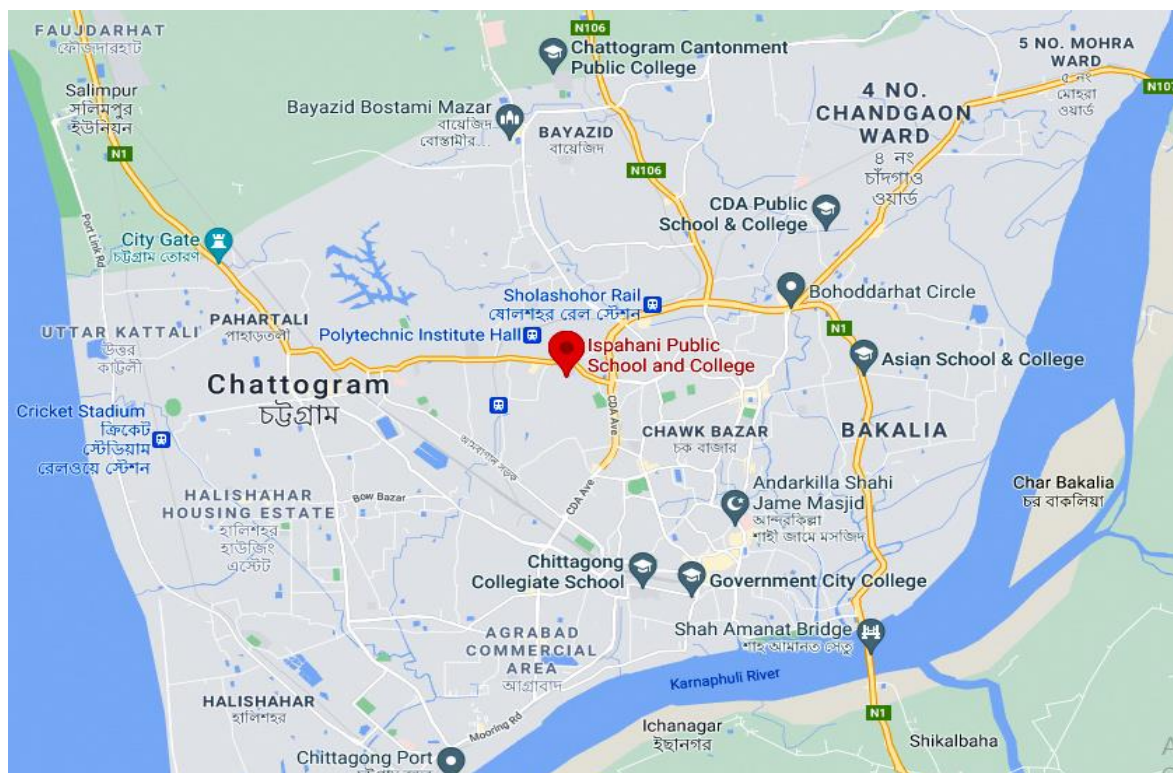 FAUJDARHAT
ফৌজদারহাট
N106
Chattogram Cantonment
Public College
5 NO. MOHRA
WARD
৫ নং
মোহরা
ওয়ার্ড
N107
Salimpur
সলিমপুর
ইউনিয়ন
Bayazid Bostami Mazar
বায়েজিদ
বোস্তামীর...
BAYAZID
বায়েজিদ
4 NO.
CHANDGAON
WARD
৪ নং
চাঁদগাও
ওয়ার্ড
N1
N106
CDA Public
School & College
Port Link Rd
City Gate
চট্টগ্রাম তোরণ
Sholashohor Rail
ষোলশহর রেল স্টেশন
Bohoddarhat Circle
N1
PAHARTALI
পাহাড়তলী
UTTAR KATTALI
উত্তর
কাট্টলী
Polytechnic Institute Hall
Ispahani Public
School and College
Asian School & College
Chattogram
চট্টগ্রাম
CDA Ave
Cricket Stadium
ক্রিকেট
স্টেডিয়াম
রেলওয়ে স্টেশন
আমবাগান সড়ক
CHAWK BAZAR
চক বাজার
BAKALIA
CDA Ave
Andarkilla Shahi
Jame Masjid
আন্দরকিল্লা
শাহী জামে মসজিদ
Char Bakalia
চর বাকলিয়া
HALISHAHAR
HOUSING ESTATE
হালিশহর
হাউজিং
এস্টেট
Bow Bazar
Chittagong
Collegiate School
Government City College
AGRABAD
COMMERCIAL
AREA
আগ্রাবাদ
Shah Amanat Bridge
শাহ আমানত সেতু
Karnaphuli River
HALISHAHAR
হালিশহর
N1
Mooring Rd
Ichanagar
ইছানগর
Shikalbaha
Chittagong Port